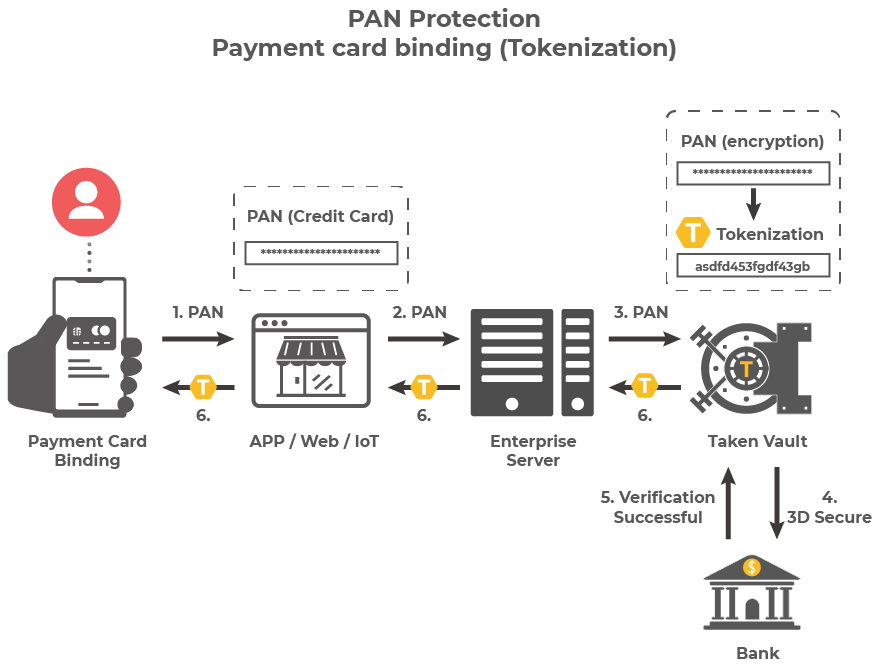 PAN Protection
Payment card binding (Tokenization)
PAN (encryption)
**********************
T Tokenization
asdfd453fgdf43gb
PAN (Credit Card)
**********************
1. PAN
2. PAN
3. PAN
T
T
T
T
6.
6.
6.
Payment Card
Binding
APP / Web / IoT
Enterprise
Server
Taken Vault
5. Verification
Successful
4.
3D Secure
$
Bank